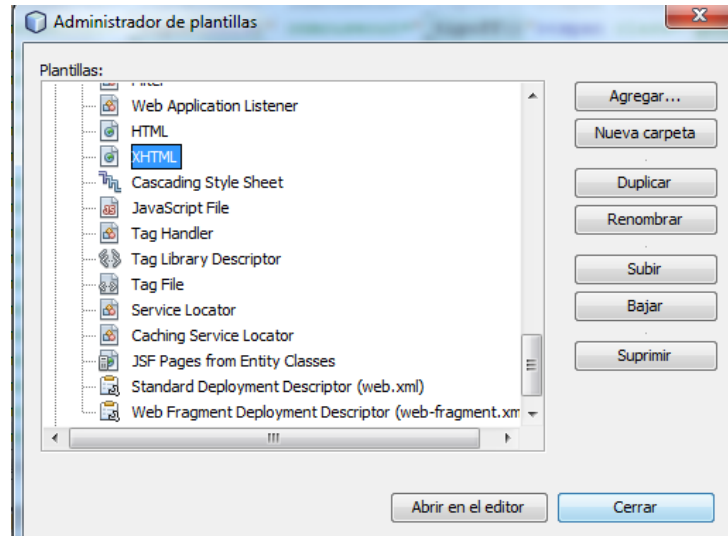 Administrador de plantillas
Plantillas:
Web Application Listener
HTML
XHTML
Cascading Style Sheet
JavaScript File
Tag Handler
Tag Library Descriptor
Tag File
Service Locator
Caching Service Locator
JSF Pages from Entity Classes
Standard Deployment Descriptor (web.xml)
Web Fragment Deployment Descriptor (web-fragment.xm
Agregar...
Nueva carpeta
Duplicar
Renombrar
Subir
Bajar
Suprimir
Abrir en el editor
Cerrar